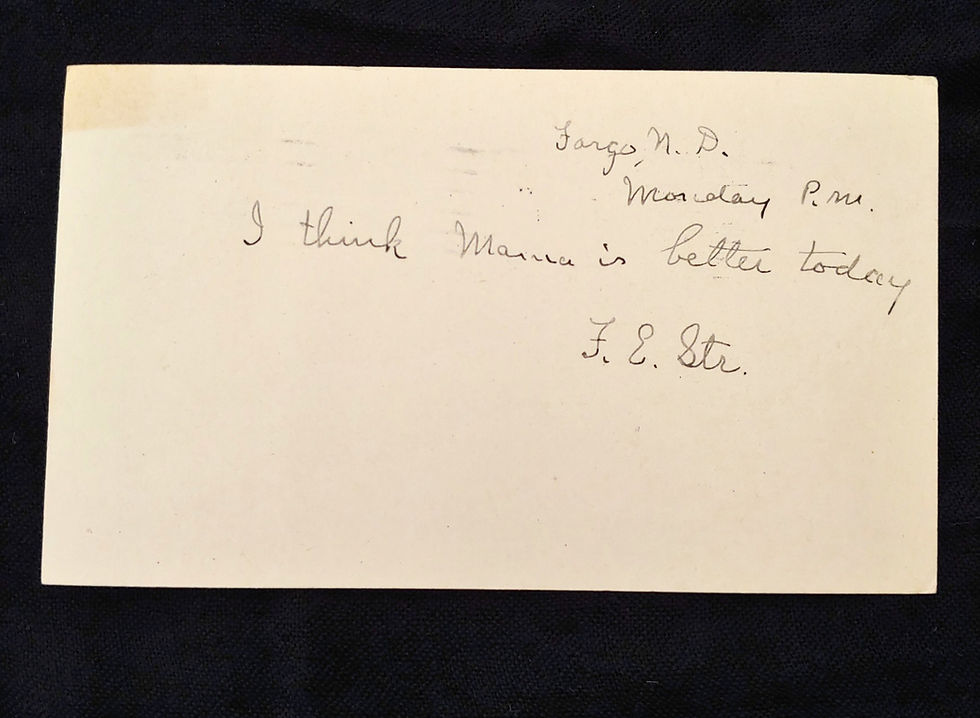 Fargo, N. D.
Monday P.M.
I think Mama is better today
F. E. Str.